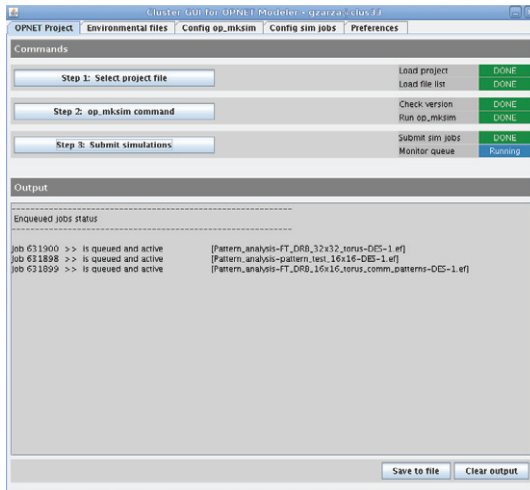 Cluster GUI for OPNET Modeler - gzarza@clus33
OPNET Project Environmental files Config op_mksim Config sim jobs Preferences
Commands
Step 1: Select project file
Load project DONE
Load file list DONE
Step 2: op_mksim command
Check version DONE
Run op_mksim DONE
Step 3: Submit simulations
Submit sim jobs DONE
Monitor queue Running
Output
----------------------------------------------------------------
Enqueued jobs status
----------------------------------------------------------------
Job 631900 >> is queued and active [Pattern_analysis-FT_DRB_32x32_torus-DES-1.ef]
Job 631898 >> is queued and active [Pattern_analysis-pattern_test_16x16-DES-1.ef]
Job 631899 >> is queued and active [Pattern_analysis-FT_DRB_16x16_torus_comm_patterns-DES-1.ef]
Save to file Clear output